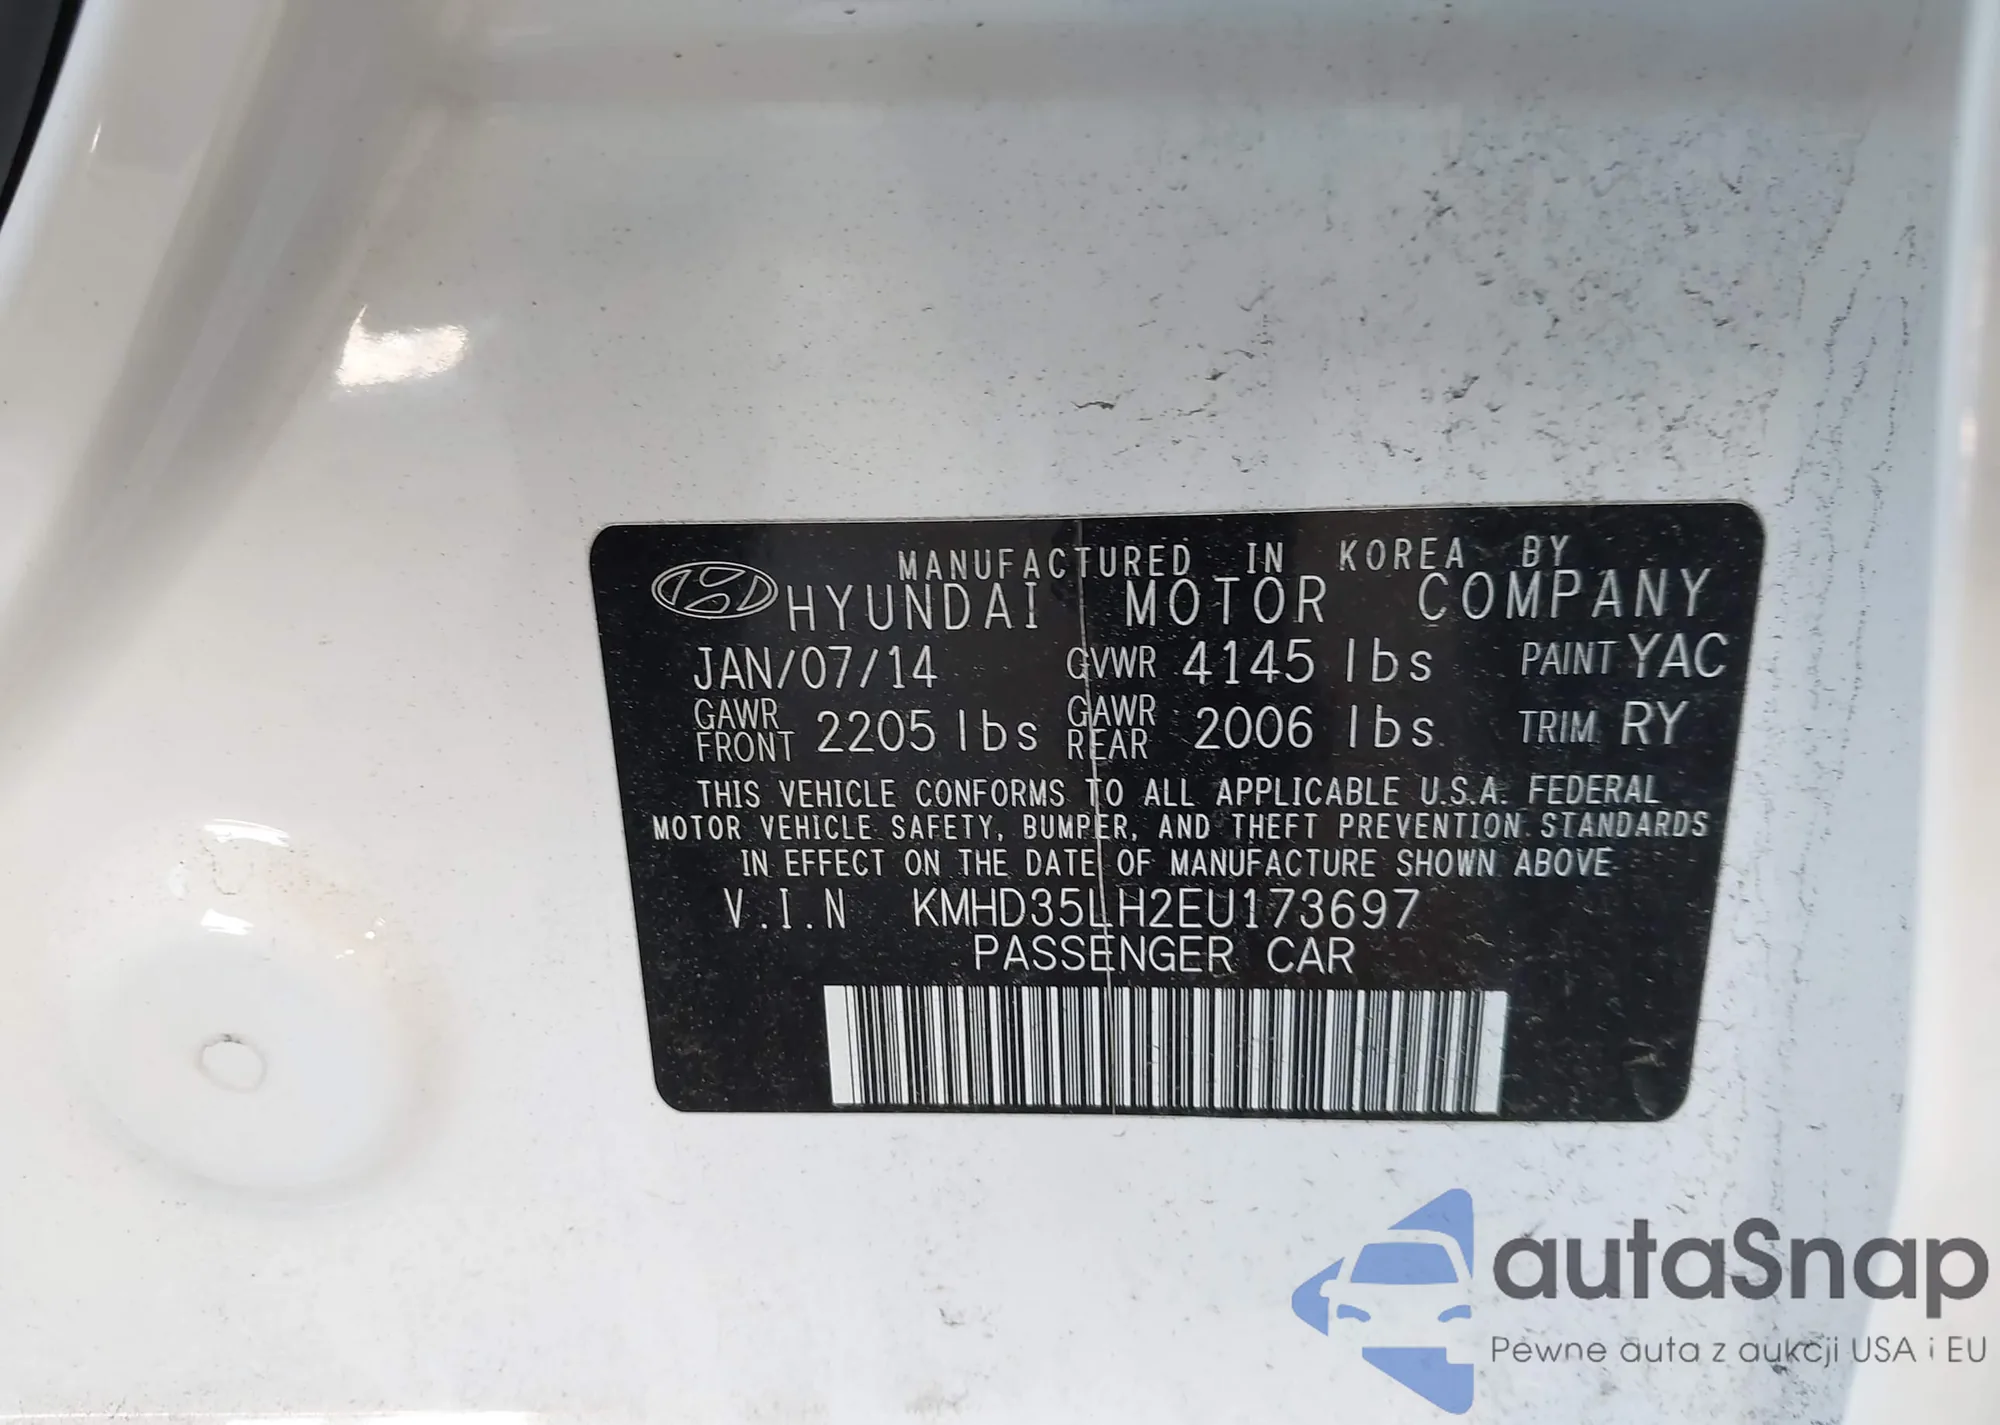 MANUFACTURED IN KOREA BY
HYUNDAI MOTOR COMPANY
JAN/07/14 GVWR 4145 lbs PAINT YAC
GAWR FRONT 2205 lbs GAWR REAR 2006 lbs TRIM RY
THIS VEHICLE CONFORMS TO ALL APPLICABLE U.S.A. FEDERAL
MOTOR VEHICLE SAFETY, BUMPER, AND THEFT PREVENTION STANDARDS
IN EFFECT ON THE DATE OF MANUFACTURE SHOWN ABOVE
V.I.N KMHD35LH2EU173697
PASSENGER CAR
autaSnap
Pewne auta z aukcji USA i EU